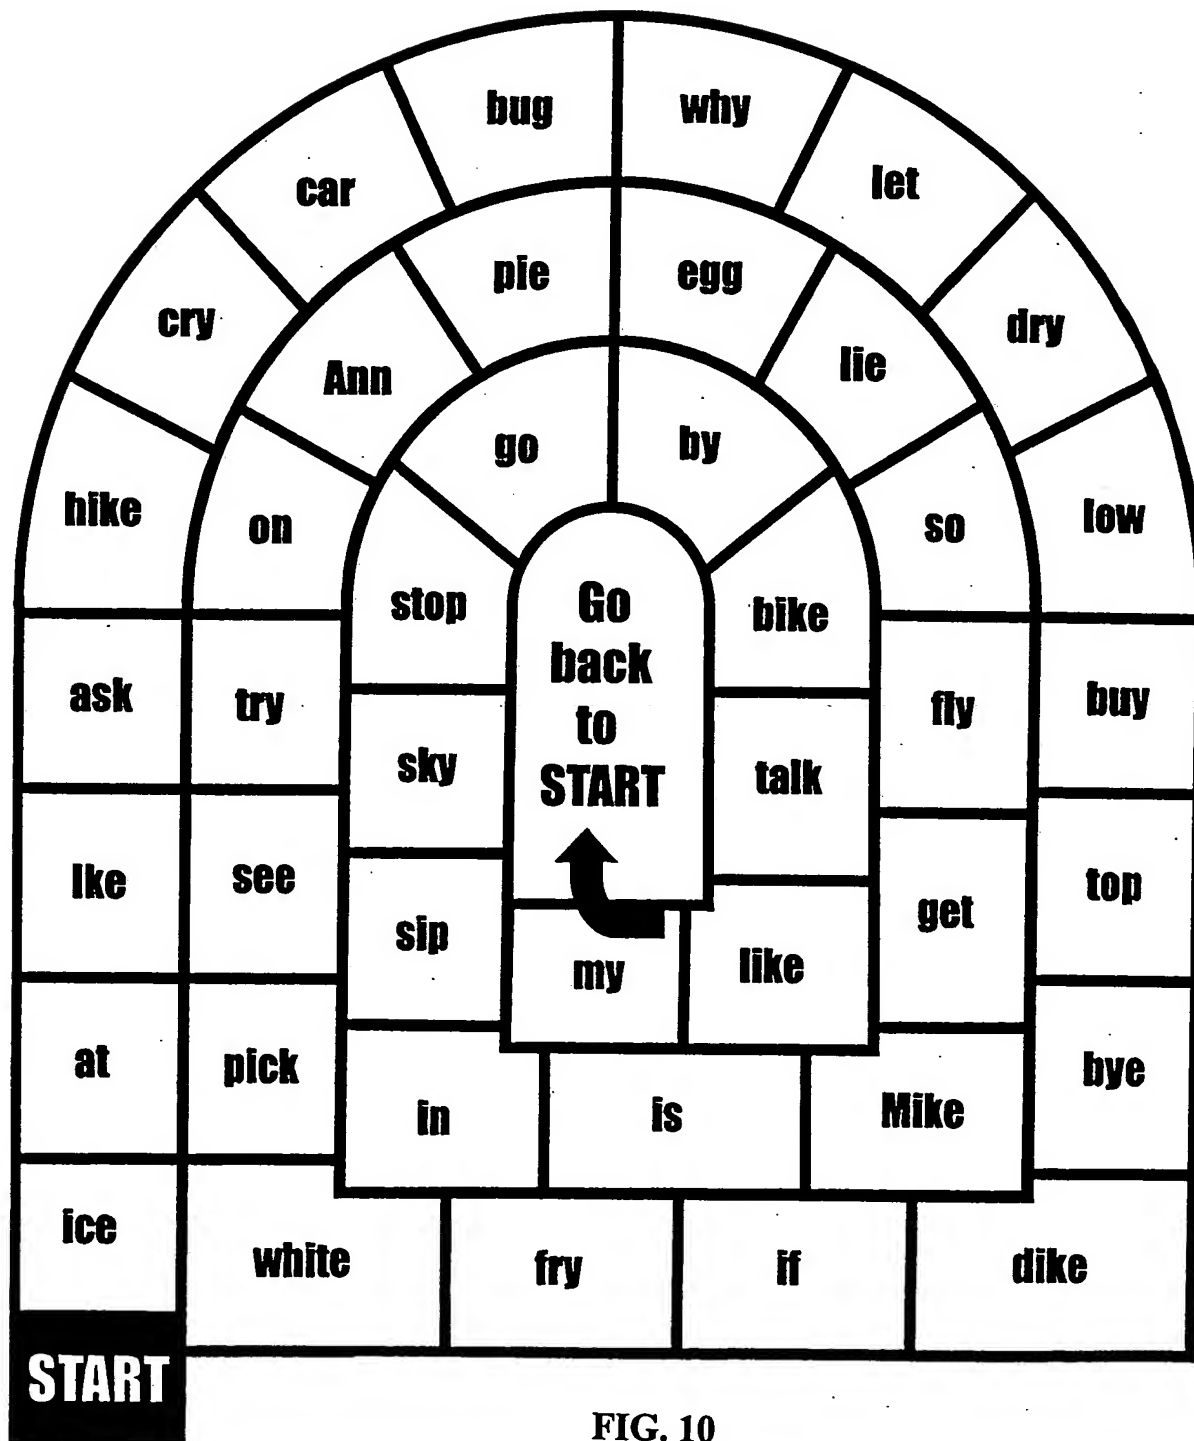 bug
why
car
let
pie
egg
cry
dry
Ann
lie
go
by
hike
on
so
low
stop
Go
back
to
START
bike
ask
try
fly
buy
sky
talk
Ike
see
get
top
sip
my
like
at
pick
in
is
Mike
bye
ice
white
fry
if
dike
START
FIG. 10